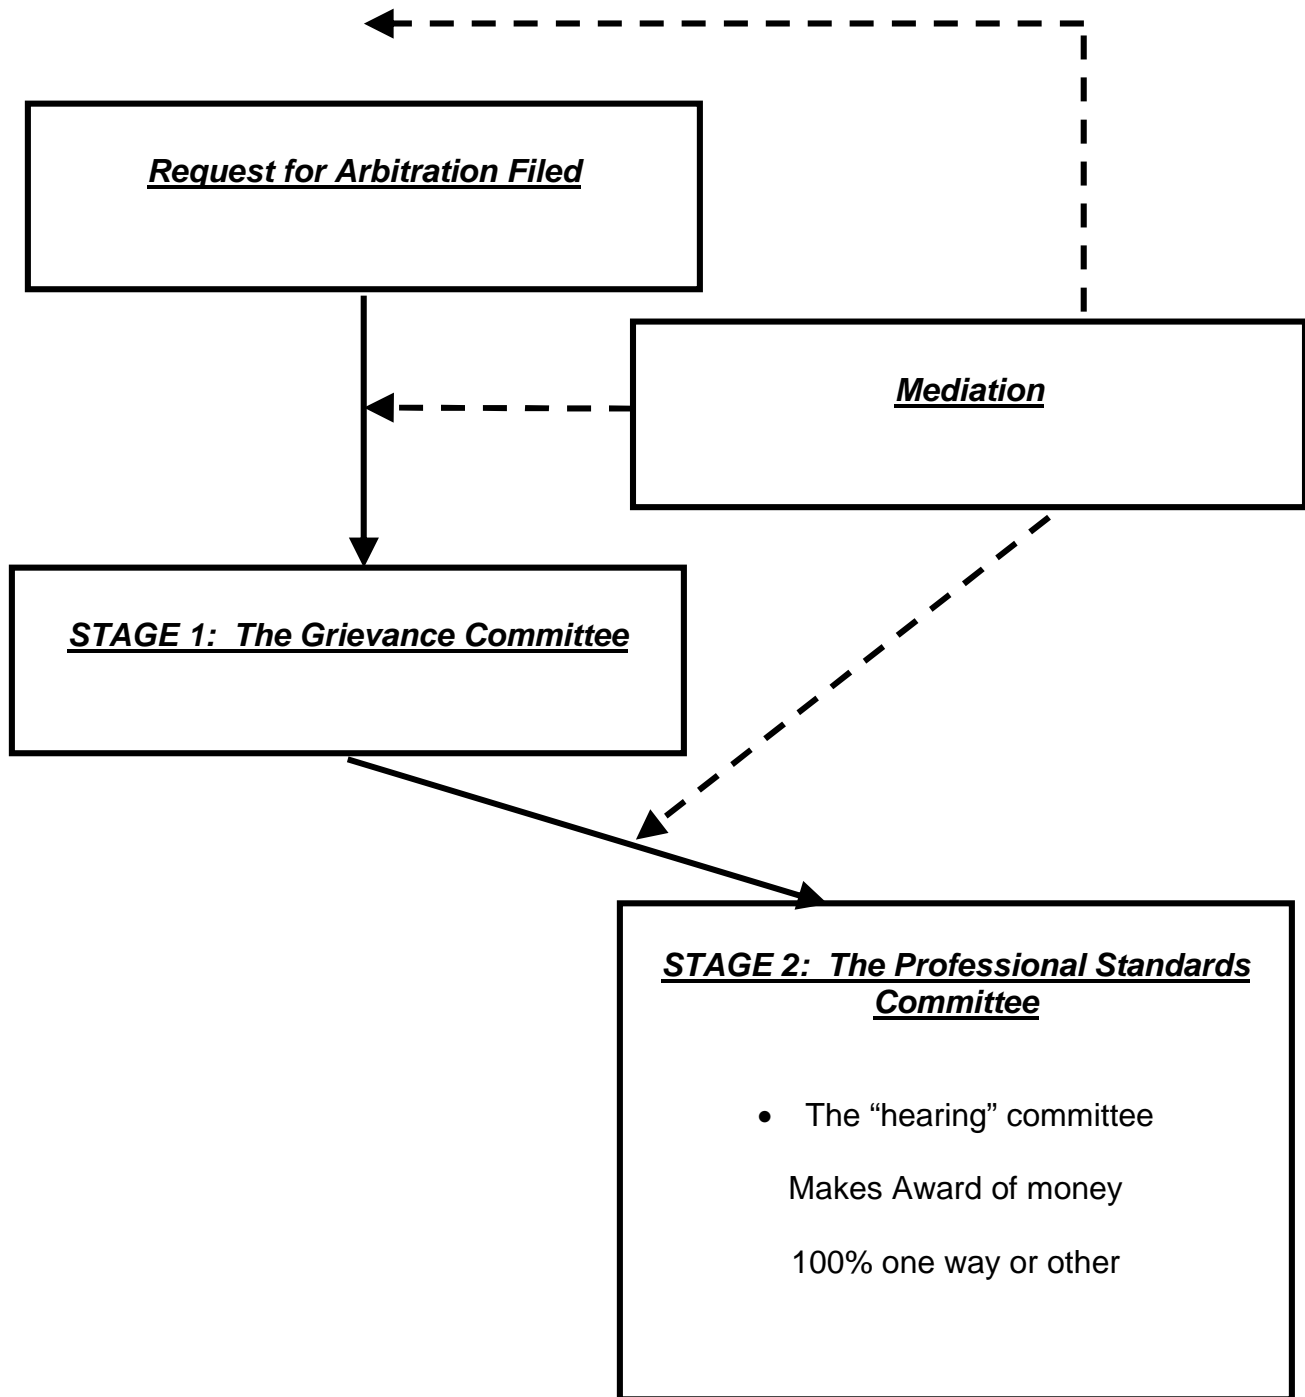 Request for Arbitration Filed
Mediation
STAGE 1:  The Grievance Committee
STAGE 2:  The Professional Standards
Committee
• The “hearing” committee
Makes Award of money
100% one way or other